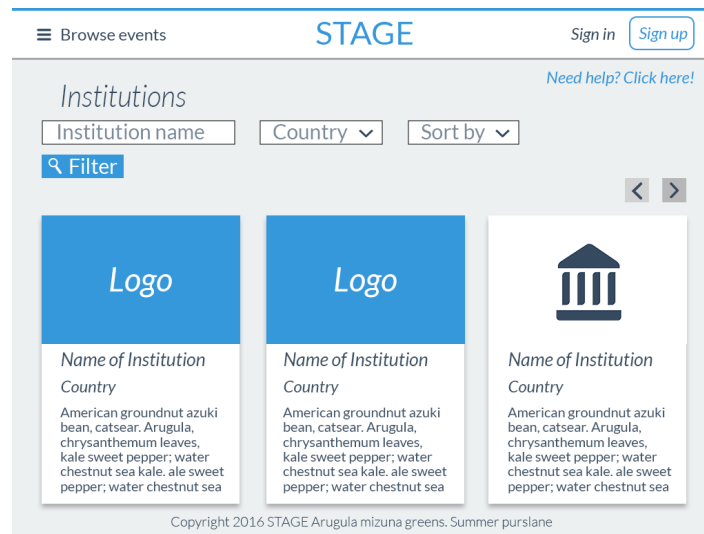 Browse events
STAGE
Sign in
Sign up
Need help? Click here!
Institutions
Institution name
Country
Sort by
Filter
Logo
Name of Institution
Country
American groundnut azuki
bean, catsear. Arugula,
chrysanthemum leaves,
kale sweet pepper; water
chestnut sea kale. ale sweet
pepper; water chestnut sea
Logo
Name of Institution
Country
American groundnut azuki
bean, catsear. Arugula,
chrysanthemum leaves,
kale sweet pepper; water
chestnut sea kale. ale sweet
pepper; water chestnut sea
Name of Institution
Country
American groundnut azuki
bean, catsear. Arugula,
chrysanthemum leaves,
kale sweet pepper; water
chestnut sea kale. ale sweet
pepper; water chestnut sea
Copyright 2016 STAGE Arugula mizuna greens. Summer purslane